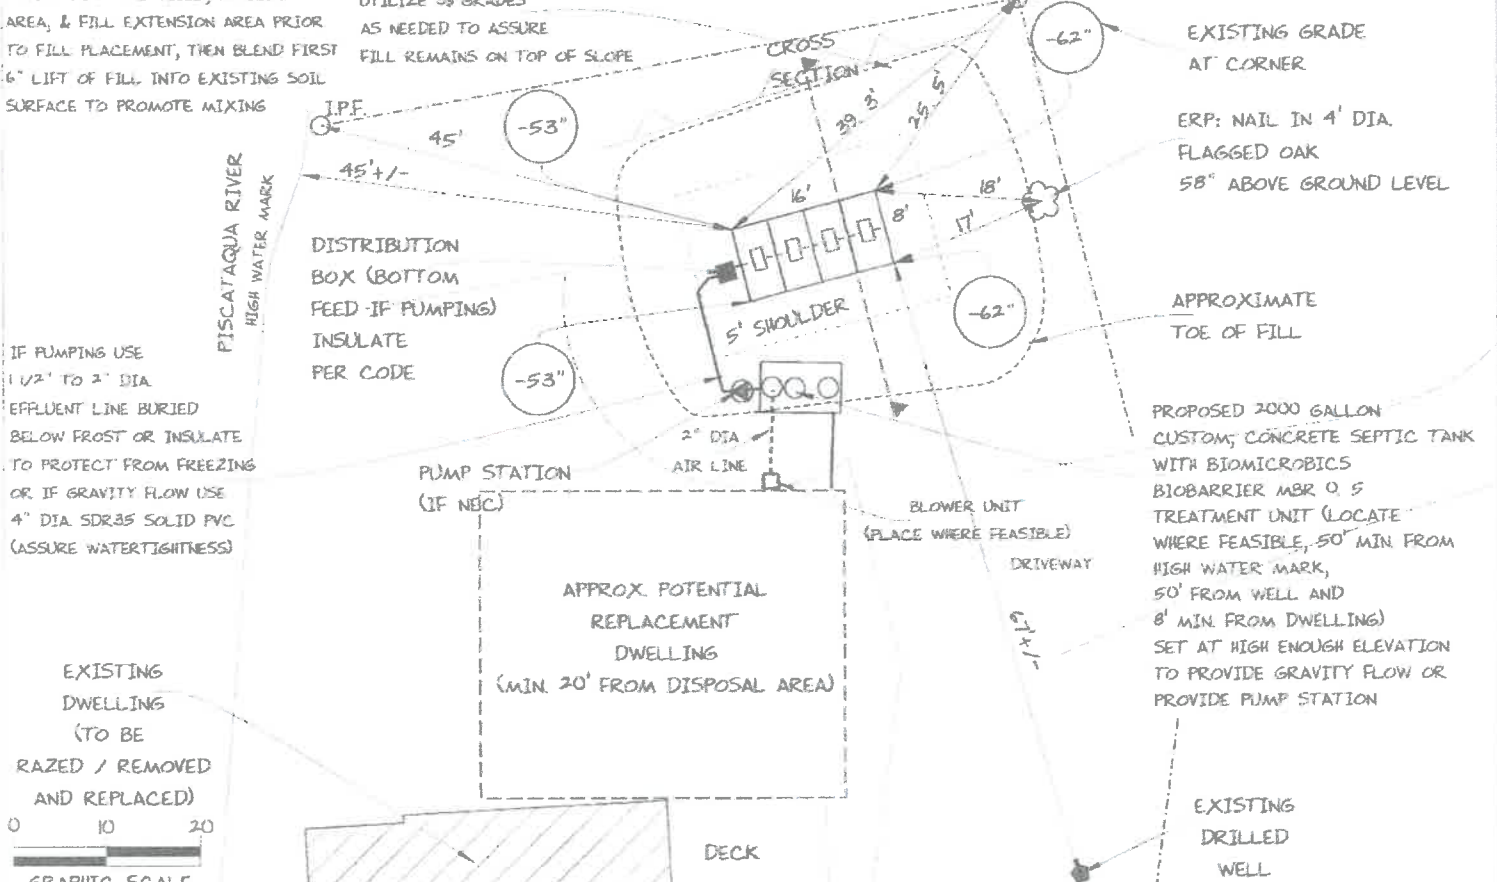 AREA, & FILL EXTENSION AREA PRIOR
TO FILL PLACEMENT, THEN BLEND FIRST
6" LIFT OF FILL INTO EXISTING SOIL
SURFACE TO PROMOTE MIXING
UTILIZE GRADES
AS NEEDED TO ASSURE
FILL REMAINS ON TOP OF SLOPE
CROSS
SECTION
-62"
EXISTING GRADE
AT CORNER
I.P.F.
45'
-53"
39. 3'
25. 5'
ERP: NAIL IN 4' DIA.
FLAGGED OAK
58" ABOVE GROUND LEVEL
45'+/-
16'
8'
18'
17'
PISCATAQUA RIVER
HIGH WATER MARK
DISTRIBUTION
BOX (BOTTOM
FEED IF PUMPING)
INSULATE
PER CODE
5' SHOULDER
-62"
APPROXIMATE
TOE OF FILL
IF PUMPING USE
1 1/2" TO 2" DIA
EFFLUENT LINE BURIED
BELOW FROST OR INSULATE
TO PROTECT FROM FREEZING
OR IF GRAVITY FLOW USE
4" DIA SDR35 SOLID PVC
(ASSURE WATERTIGHTNESS)
-53"
2" DIA
AIR LINE
PUMP STATION
(IF NEC)
BLOWER UNIT
(PLACE WHERE FEASIBLE)
DRIVEWAY
PROPOSED 2000 GALLON
CUSTOM, CONCRETE SEPTIC TANK
WITH BIOMICROBICS
BIOBARRIER MBR 0. 5
TREATMENT UNIT (LOCATE
WHERE FEASIBLE, 50' MIN FROM
HIGH WATER MARK,
50' FROM WELL AND
8' MIN FROM DWELLING)
SET AT HIGH ENOUGH ELEVATION
TO PROVIDE GRAVITY FLOW OR
PROVIDE PUMP STATION
67'+/-
APPROX. POTENTIAL
REPLACEMENT
DWELLING
(MIN. 20' FROM DISPOSAL AREA)
EXISTING
DWELLING
(TO BE
RAZED / REMOVED
AND REPLACED)
0 10 20
GRAPHIC SCALE
DECK
EXISTING
DRILLED
WELL